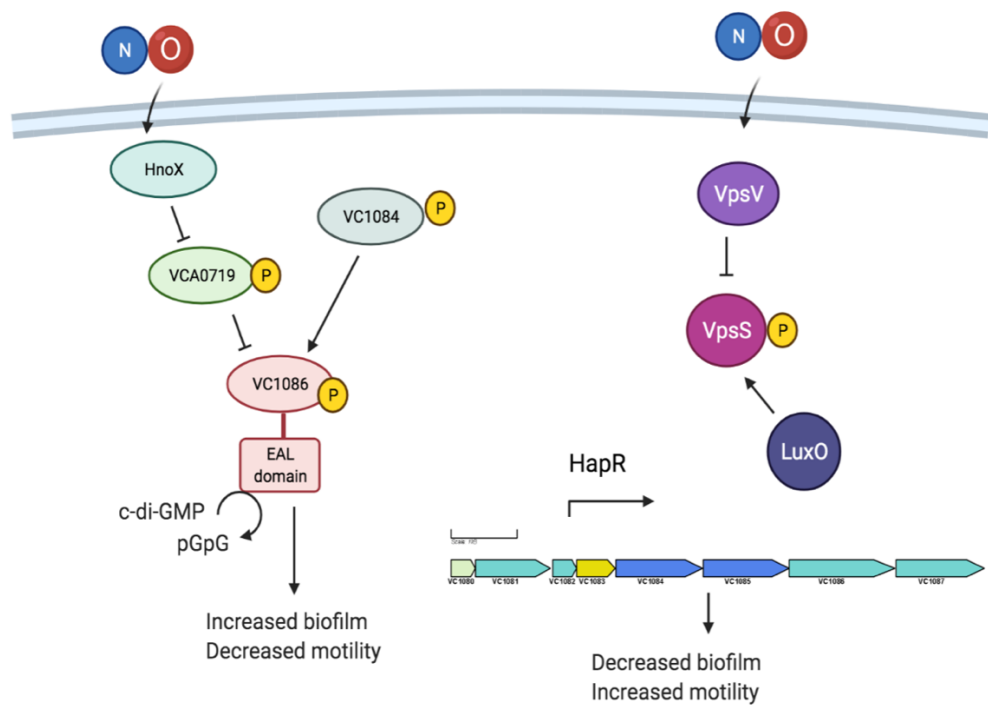 N O
N O
HnoX
VpsV
VC1084
P
VCA0719
P
VpsS
P
VC1086
P
LuxO
EAL
domain
HapR
c-di-GMP
pGpG
VC1080 VC1081 VC1082 VC1083 VC1084 VC1085 VC1086 VC1087
Increased biofilm
Decreased motility
Decreased biofilm
Increased motility